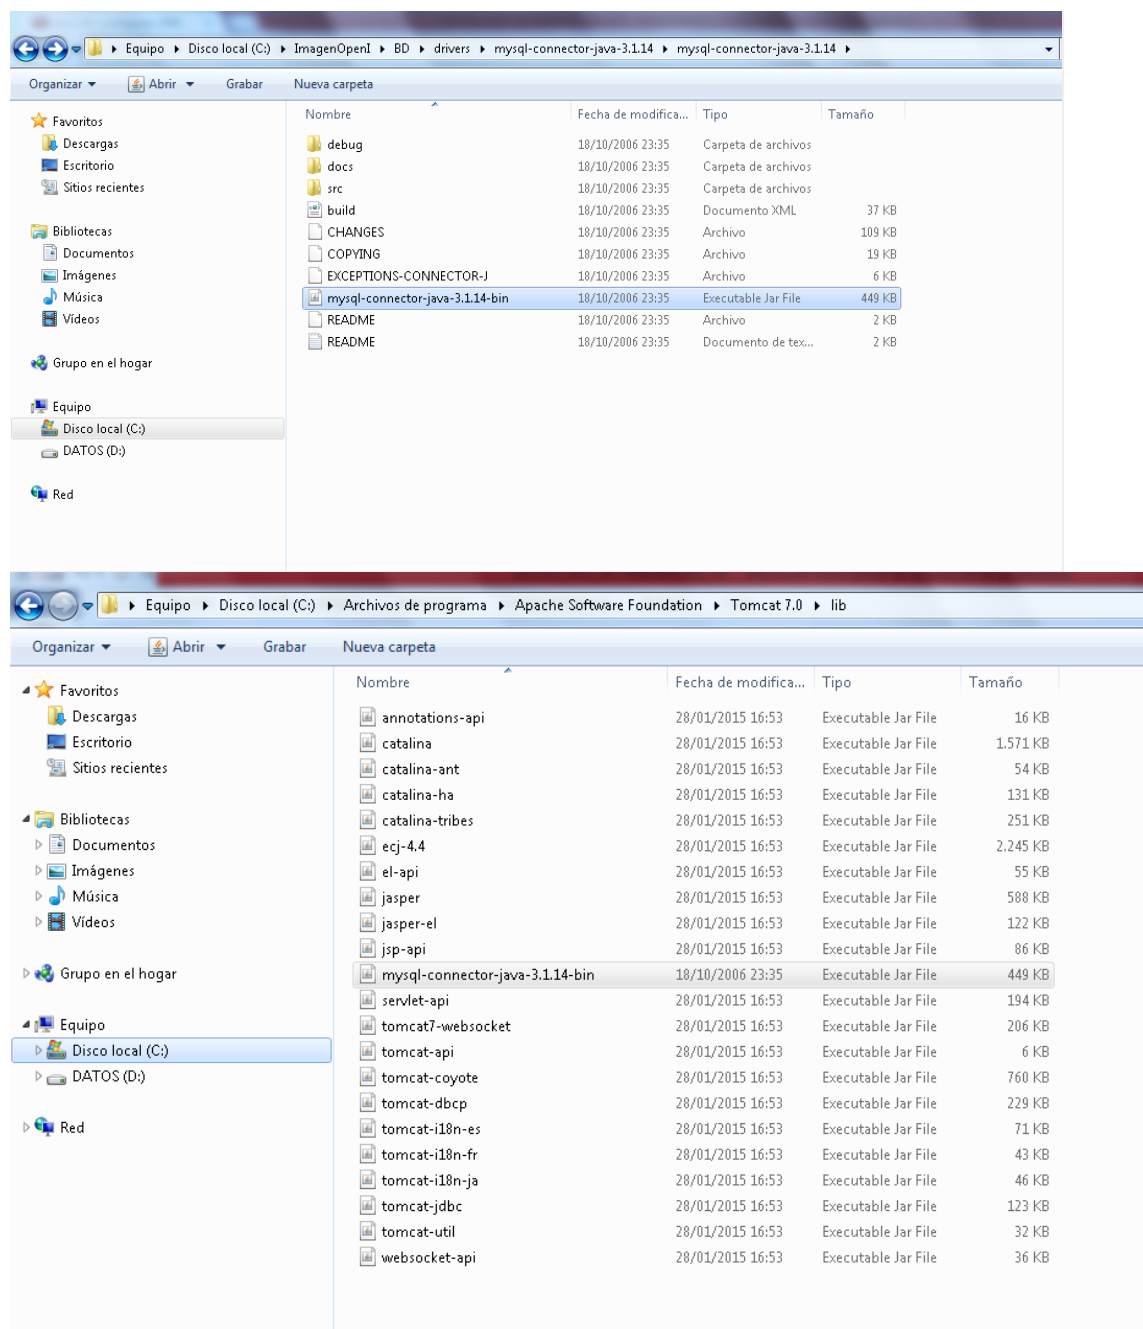 Equipo Disco local (C:) ImagenOpenI BD drivers mysql-connector-java-3.1.14 mysql-connector-java-3.1.14
Organizar Abrir Grabar Nueva carpeta
Nombre Fecha de modifica... Tipo Tamaño
Favoritos
Descargas
Escritorio
Sitios recientes
Bibliotecas
Documentos
Imágenes
Música
Vídeos
Grupo en el hogar
Equipo
Disco local (C:)
DATOS (D:)
Red
debug 18/10/2006 23:35 Carpeta de archivos
docs 18/10/2006 23:35 Carpeta de archivos
src 18/10/2006 23:35 Carpeta de archivos
build 18/10/2006 23:35 Documento XML 37 KB
CHANGES 18/10/2006 23:35 Archivo 109 KB
COPYING 18/10/2006 23:35 Archivo 19 KB
EXCEPTIONS-CONNECTOR-J 18/10/2006 23:35 Archivo 6 KB
mysql-connector-java-3.1.14-bin 18/10/2006 23:35 Executable Jar File 449 KB
README 18/10/2006 23:35 Archivo 2 KB
README 18/10/2006 23:35 Documento de tex... 2 KB
Equipo Disco local (C:) Archivos de programa Apache Software Foundation Tomcat 7.0 lib
Organizar Abrir Grabar Nueva carpeta
Nombre Fecha de modifica... Tipo Tamaño
Favoritos
Descargas
Escritorio
Sitios recientes
Bibliotecas
Documentos
Imágenes
Música
Vídeos
Grupo en el hogar
Equipo
Disco local (C:)
DATOS (D:)
Red
annotations-api 28/01/2015 16:53 Executable Jar File 16 KB
catalina 28/01/2015 16:53 Executable Jar File 1.571 KB
catalina-ant 28/01/2015 16:53 Executable Jar File 54 KB
catalina-ha 28/01/2015 16:53 Executable Jar File 131 KB
catalina-tribes 28/01/2015 16:53 Executable Jar File 251 KB
ecj-4.4 28/01/2015 16:53 Executable Jar File 2.245 KB
el-api 28/01/2015 16:53 Executable Jar File 55 KB
jasper 28/01/2015 16:53 Executable Jar File 588 KB
jasper-el 28/01/2015 16:53 Executable Jar File 122 KB
jsp-api 28/01/2015 16:53 Executable Jar File 86 KB
mysql-connector-java-3.1.14-bin 18/10/2006 23:35 Executable Jar File 449 KB
servlet-api 28/01/2015 16:53 Executable Jar File 194 KB
tomcat7-websocket 28/01/2015 16:53 Executable Jar File 206 KB
tomcat-api 28/01/2015 16:53 Executable Jar File 6 KB
tomcat-coyote 28/01/2015 16:53 Executable Jar File 760 KB
tomcat-dbcp 28/01/2015 16:53 Executable Jar File 229 KB
tomcat-i18n-es 28/01/2015 16:53 Executable Jar File 71 KB
tomcat-i18n-fr 28/01/2015 16:53 Executable Jar File 43 KB
tomcat-i18n-ja 28/01/2015 16:53 Executable Jar File 46 KB
tomcat-jdbc 28/01/2015 16:53 Executable Jar File 123 KB
tomcat-util 28/01/2015 16:53 Executable Jar File 32 KB
websocket-api 28/01/2015 16:53 Executable Jar File 36 KB